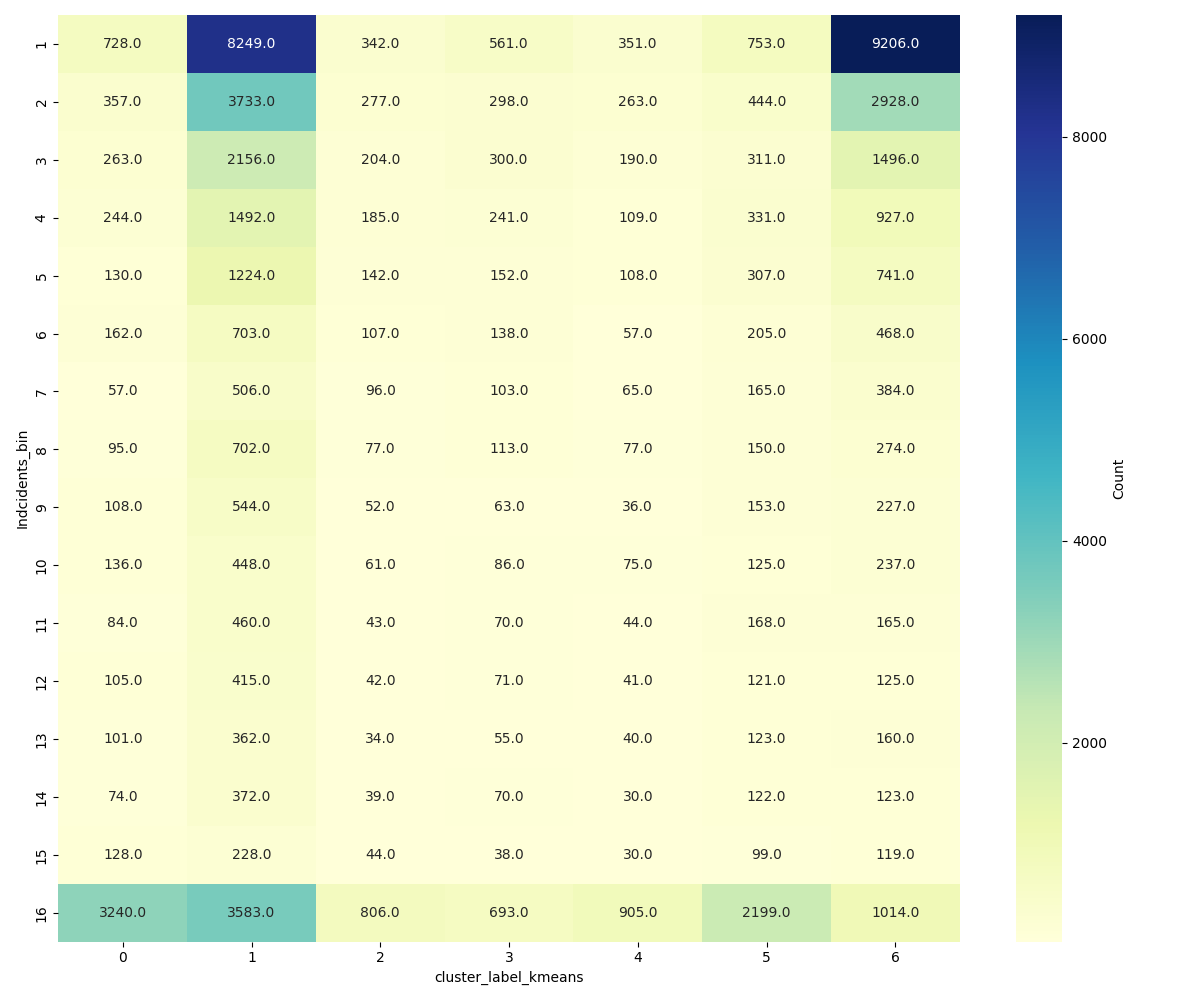 1 728.0 8249.0 342.0 561.0 351.0 753.0 9206.0
2 357.0 3733.0 277.0 298.0 263.0 444.0 2928.0
8000
3 263.0 2156.0 204.0 300.0 190.0 311.0 1496.0
4 244.0 1492.0 185.0 241.0 109.0 331.0 927.0
5 130.0 1224.0 142.0 152.0 108.0 307.0 741.0
6 162.0 703.0 107.0 138.0 57.0 205.0 468.0
6000
7 57.0 506.0 96.0 103.0 65.0 165.0 384.0
8 95.0 702.0 77.0 113.0 77.0 150.0 274.0
Indcidents_bin
Count
9 108.0 544.0 52.0 63.0 36.0 153.0 227.0
4000
10 136.0 448.0 61.0 86.0 75.0 125.0 237.0
11 84.0 460.0 43.0 70.0 44.0 168.0 165.0
12 105.0 415.0 42.0 71.0 41.0 121.0 125.0
13 101.0 362.0 34.0 55.0 40.0 123.0 160.0
2000
14 74.0 372.0 39.0 70.0 30.0 122.0 123.0
15 128.0 228.0 44.0 38.0 30.0 99.0 119.0
16 3240.0 3583.0 806.0 693.0 905.0 2199.0 1014.0
0 1 2 3 4 5 6
cluster_label_kmeans